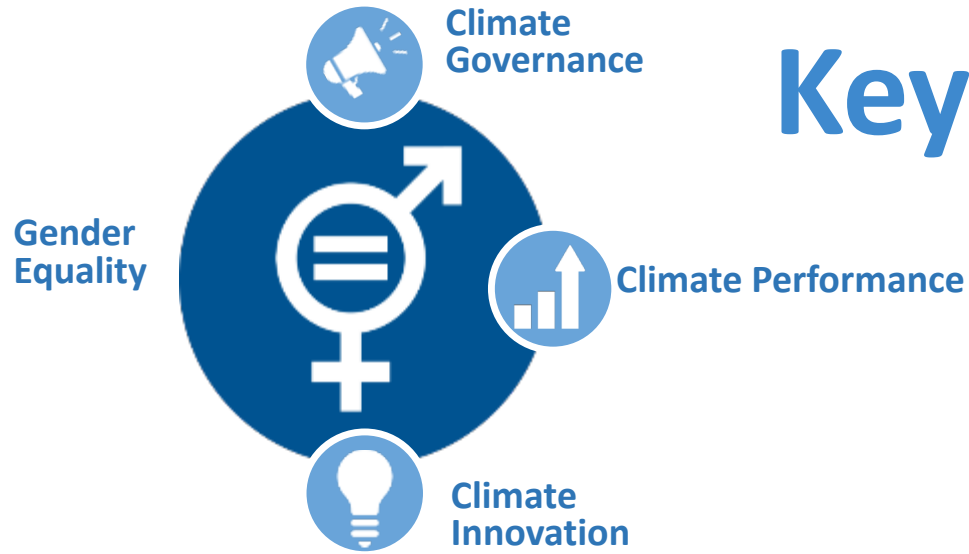 Climate
Governance
Key
Gender
Equality
Climate Performance
Climate
Innovation